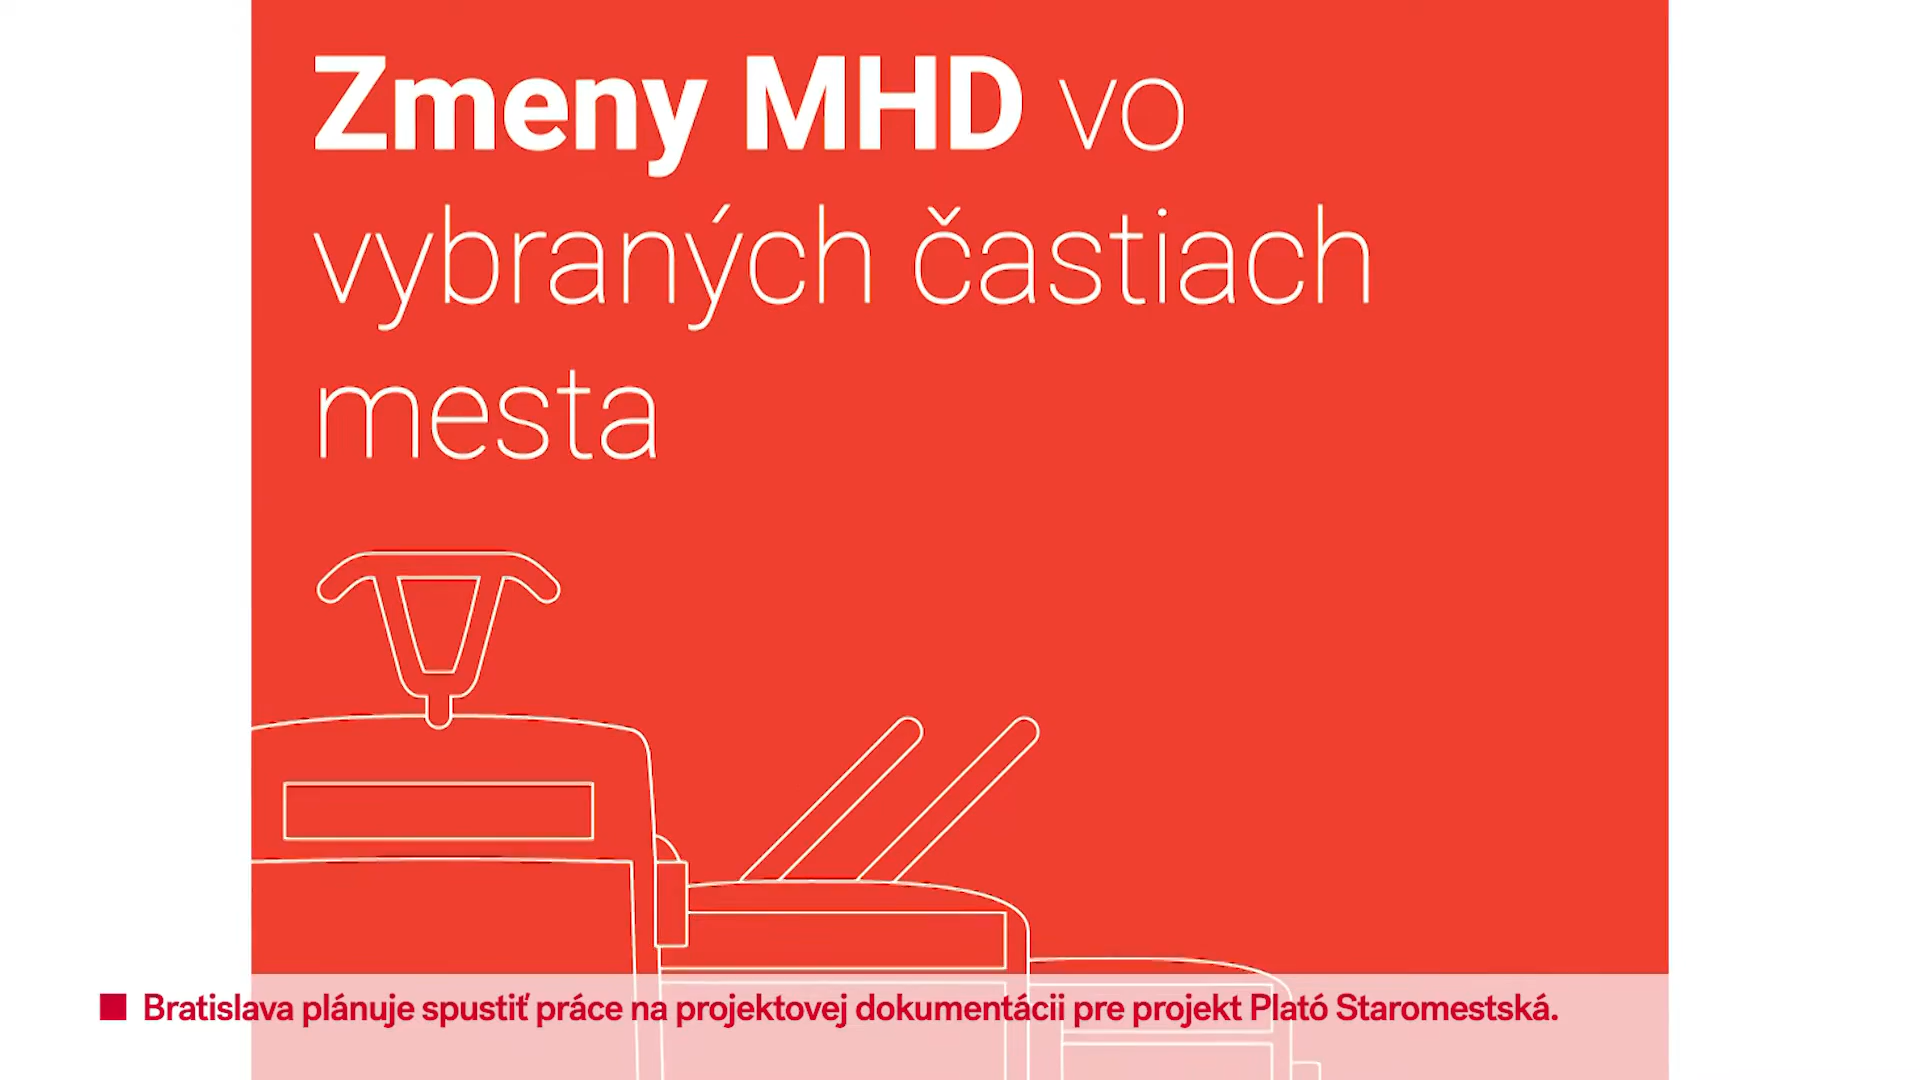 Zmeny MHD vo
vybraných častiach
mesta
Bratislava plánuje spustiť práce na projektovej dokumentácii pre projekt Plató Staromestská.